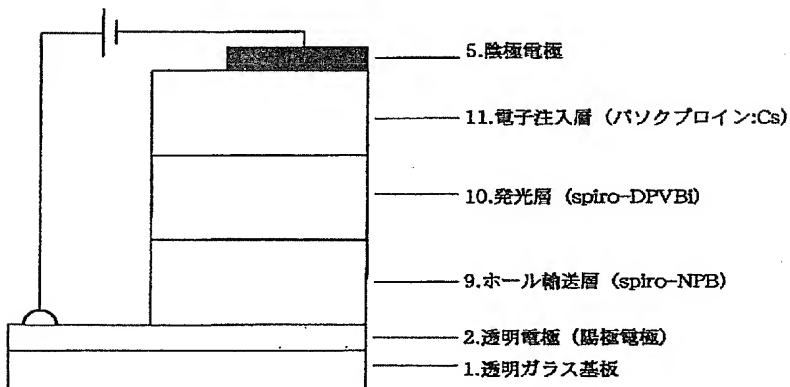 5.陰極電極
11.電子注入層（バソクプロイン:Cs）
10.発光層（spiro-DPVBi）
9.ホール輸送層（spiro-NPB）
2.透明電極（陽極電極）
1.透明ガラス基板